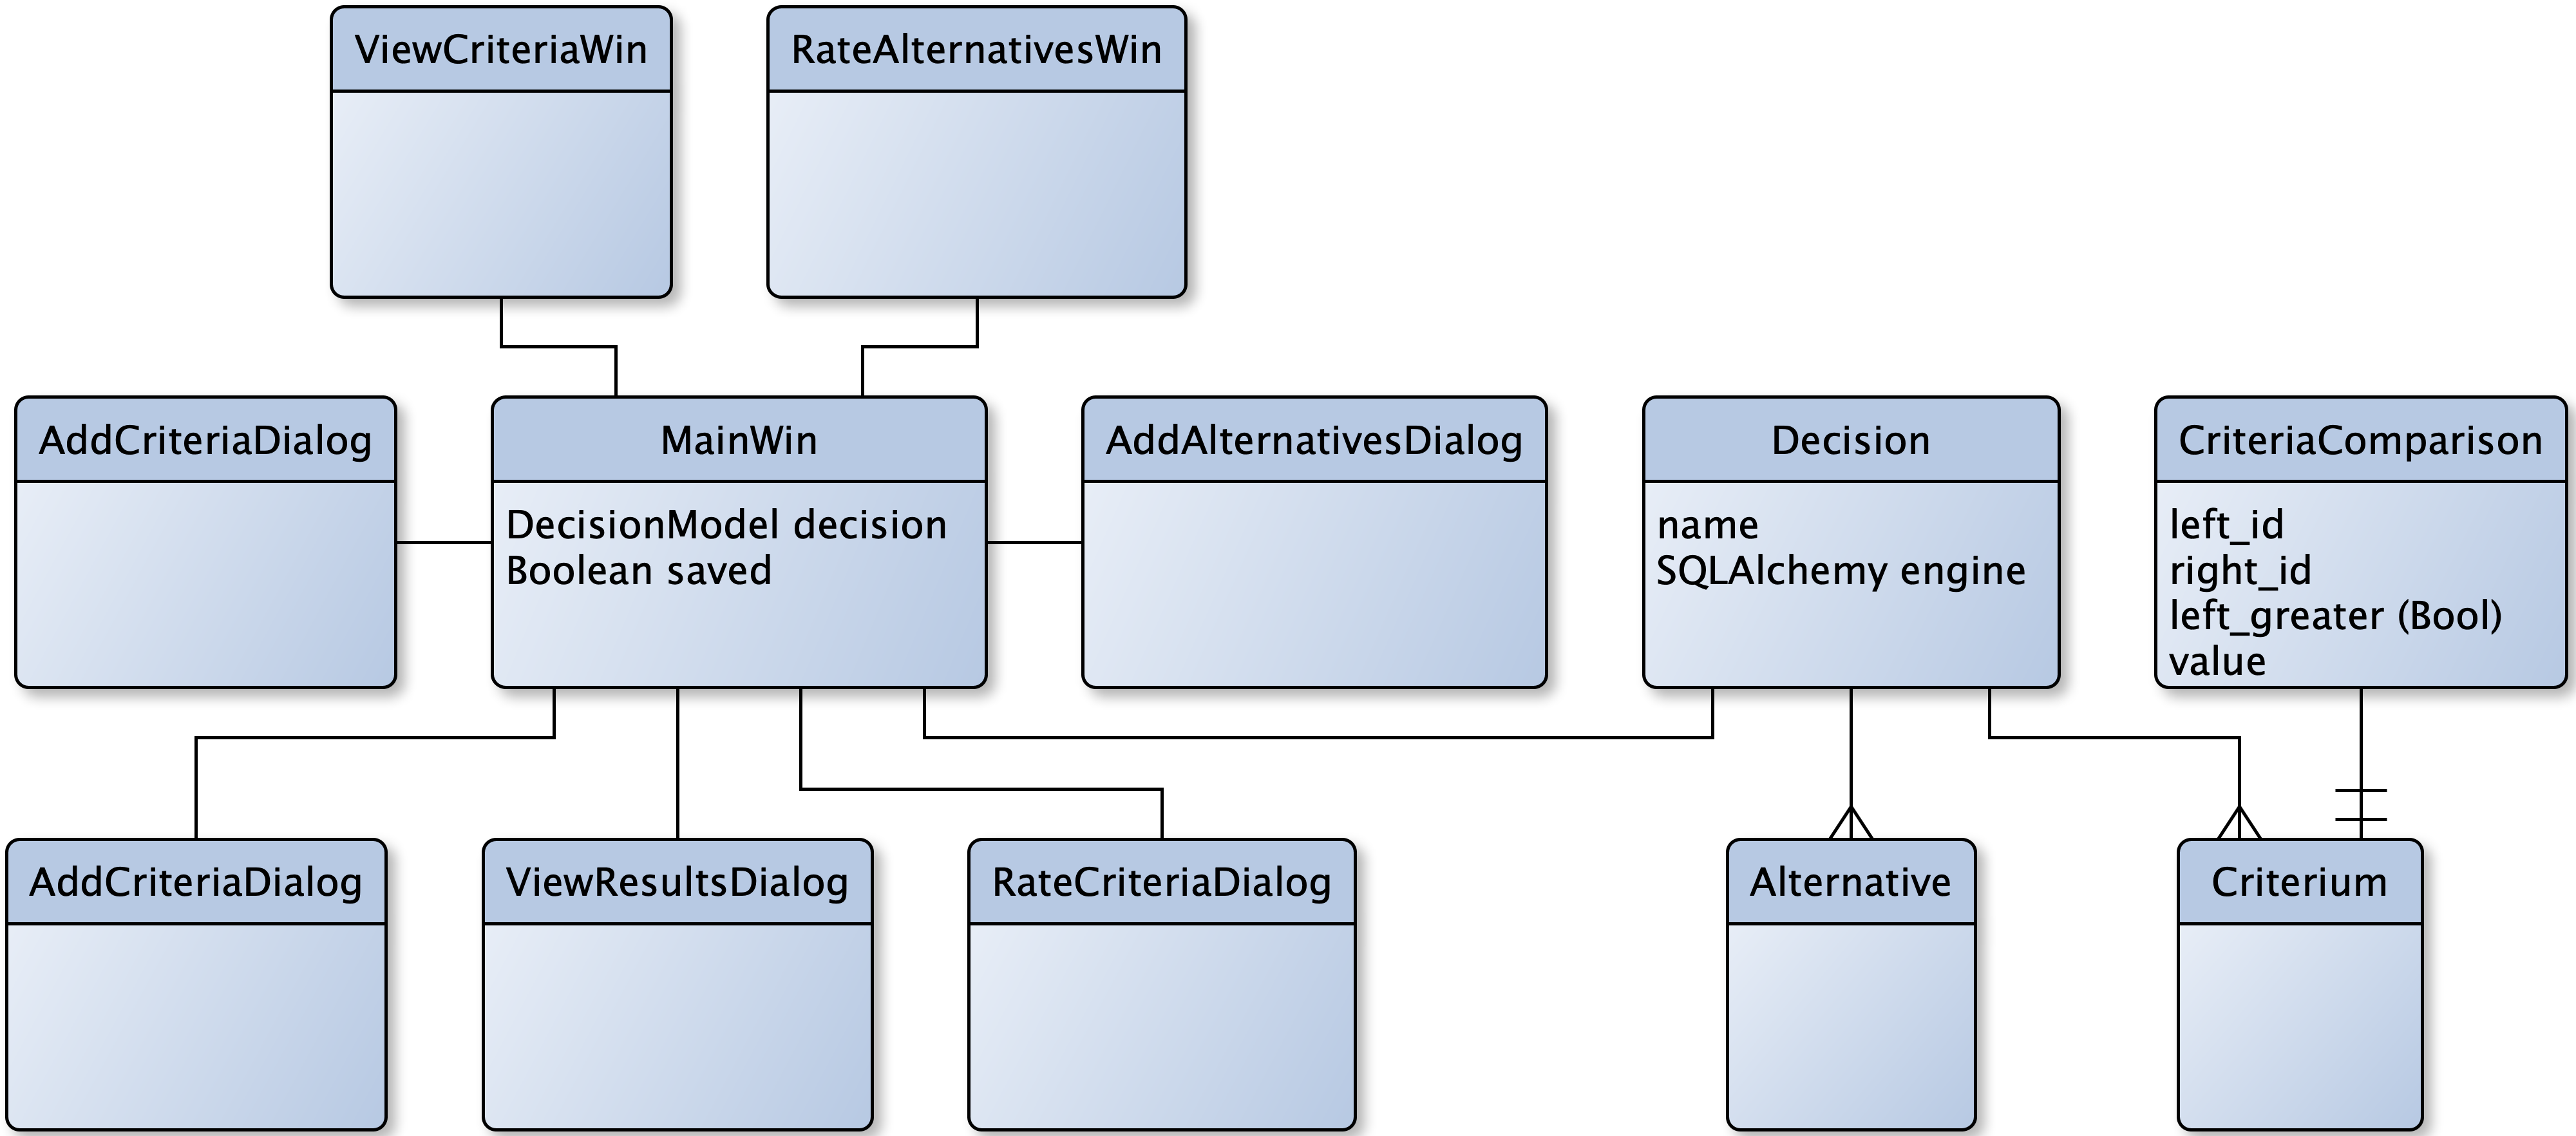 ViewCriteriaWin
RateAlternativesWin
AddCriteriaDialog
MainWin
DecisionModel decision
Boolean saved
AddAlternativesDialog
Decision
name
SQLAlchemy engine
CriteriaComparison
left_id
right_id
left_greater (Bool)
value
AddCriteriaDialog
ViewResultsDialog
RateCriteriaDialog
Alternative
Criterium